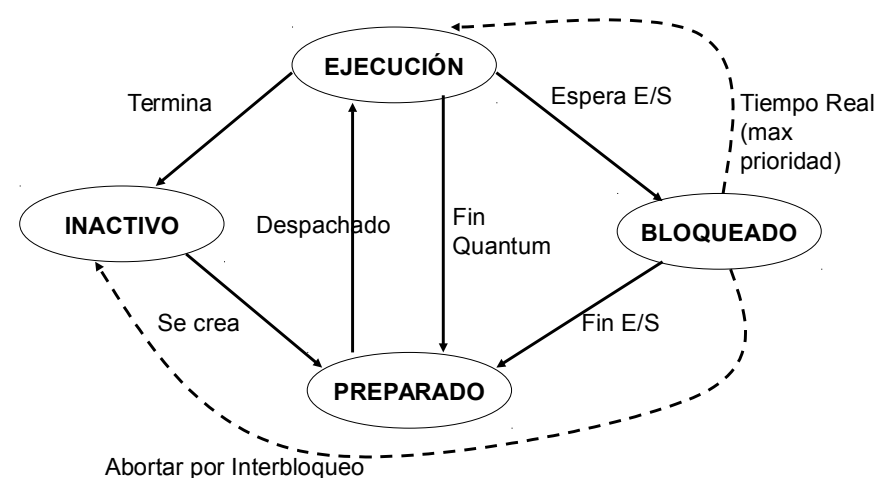 EJECUCIÓN
Termina
Espera E/S
Tiempo Real
(max
prioridad)
INACTIVO
Despachado
Fin
Quantum
BLOQUEADO
Se crea
Fin E/S
PREPARADO
Abortar por Interbloqueo